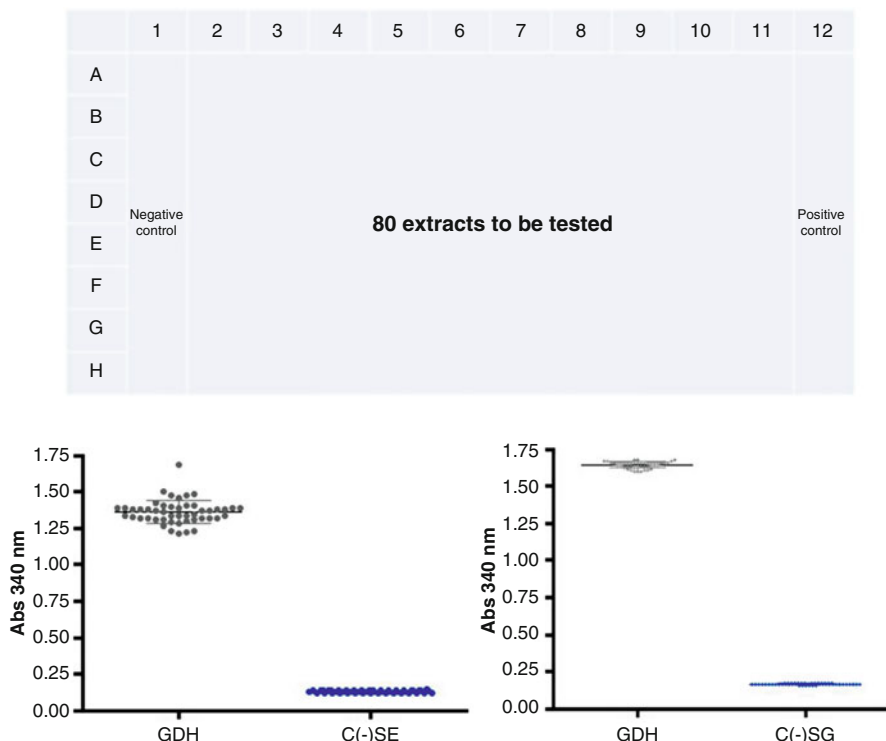 1 2 3 4 5 6 7 8 9 10 11 12
A
B
C
D
E
F
G
H
Negative
control
80 extracts to be tested
Positive
control
Abs 340 nm
1.75
1.50
1.25
1.00
0.75
0.50
0.25
0.00
GDH C(-)SE
Abs 340 nm
1.75
1.50
1.25
1.00
0.75
0.50
0.25
0.00
GDH C(-)SG